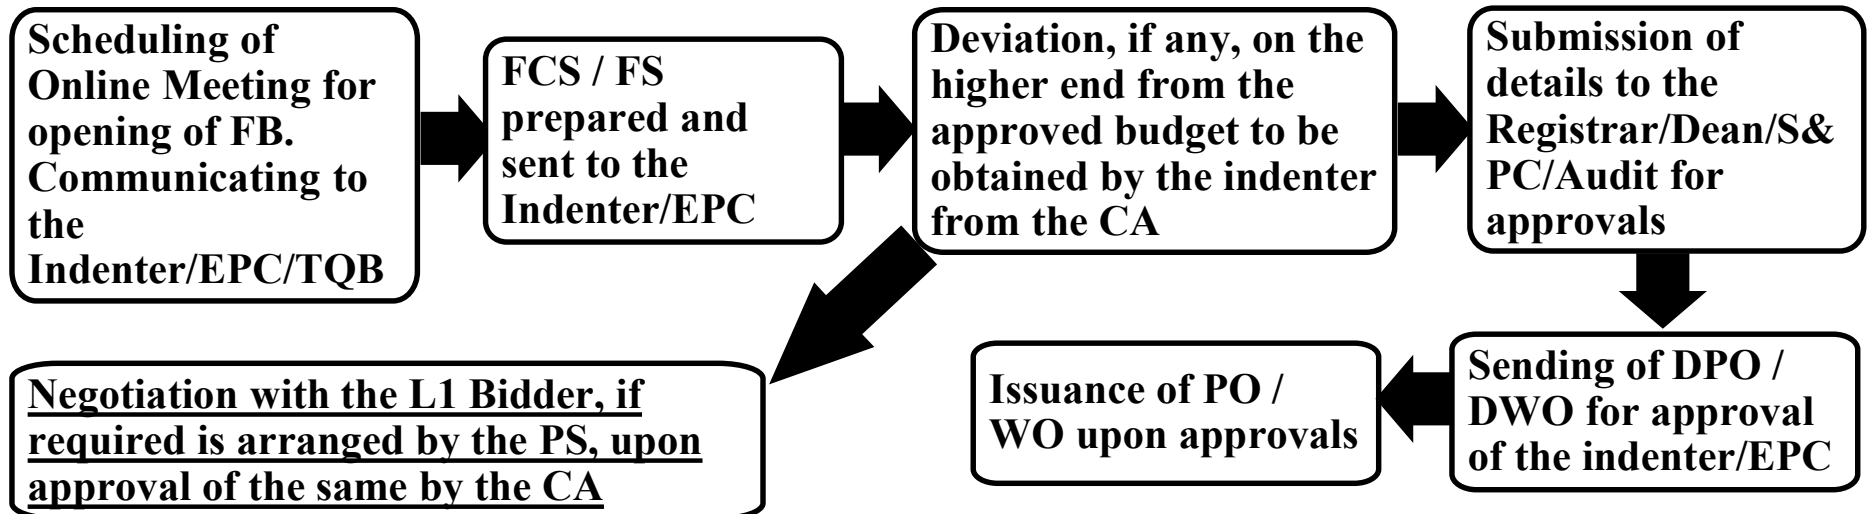 Scheduling of
Online Meeting for
opening of FB.
Communicating to
the
Indenter/EPC/TQB
FCS / FS
prepared and
sent to the
Indenter/EPC
Deviation, if any, on the
higher end from the
approved budget to be
obtained by the indenter
from the CA
Submission of
details to the
Registrar/Dean/S&
PC/Audit for
approvals
Negotiation with the L1 Bidder, if
required is arranged by the PS, upon
approval of the same by the CA
Issuance of PO /
WO upon approvals
Sending of DPO /
DWO for approval
of the indenter/EPC